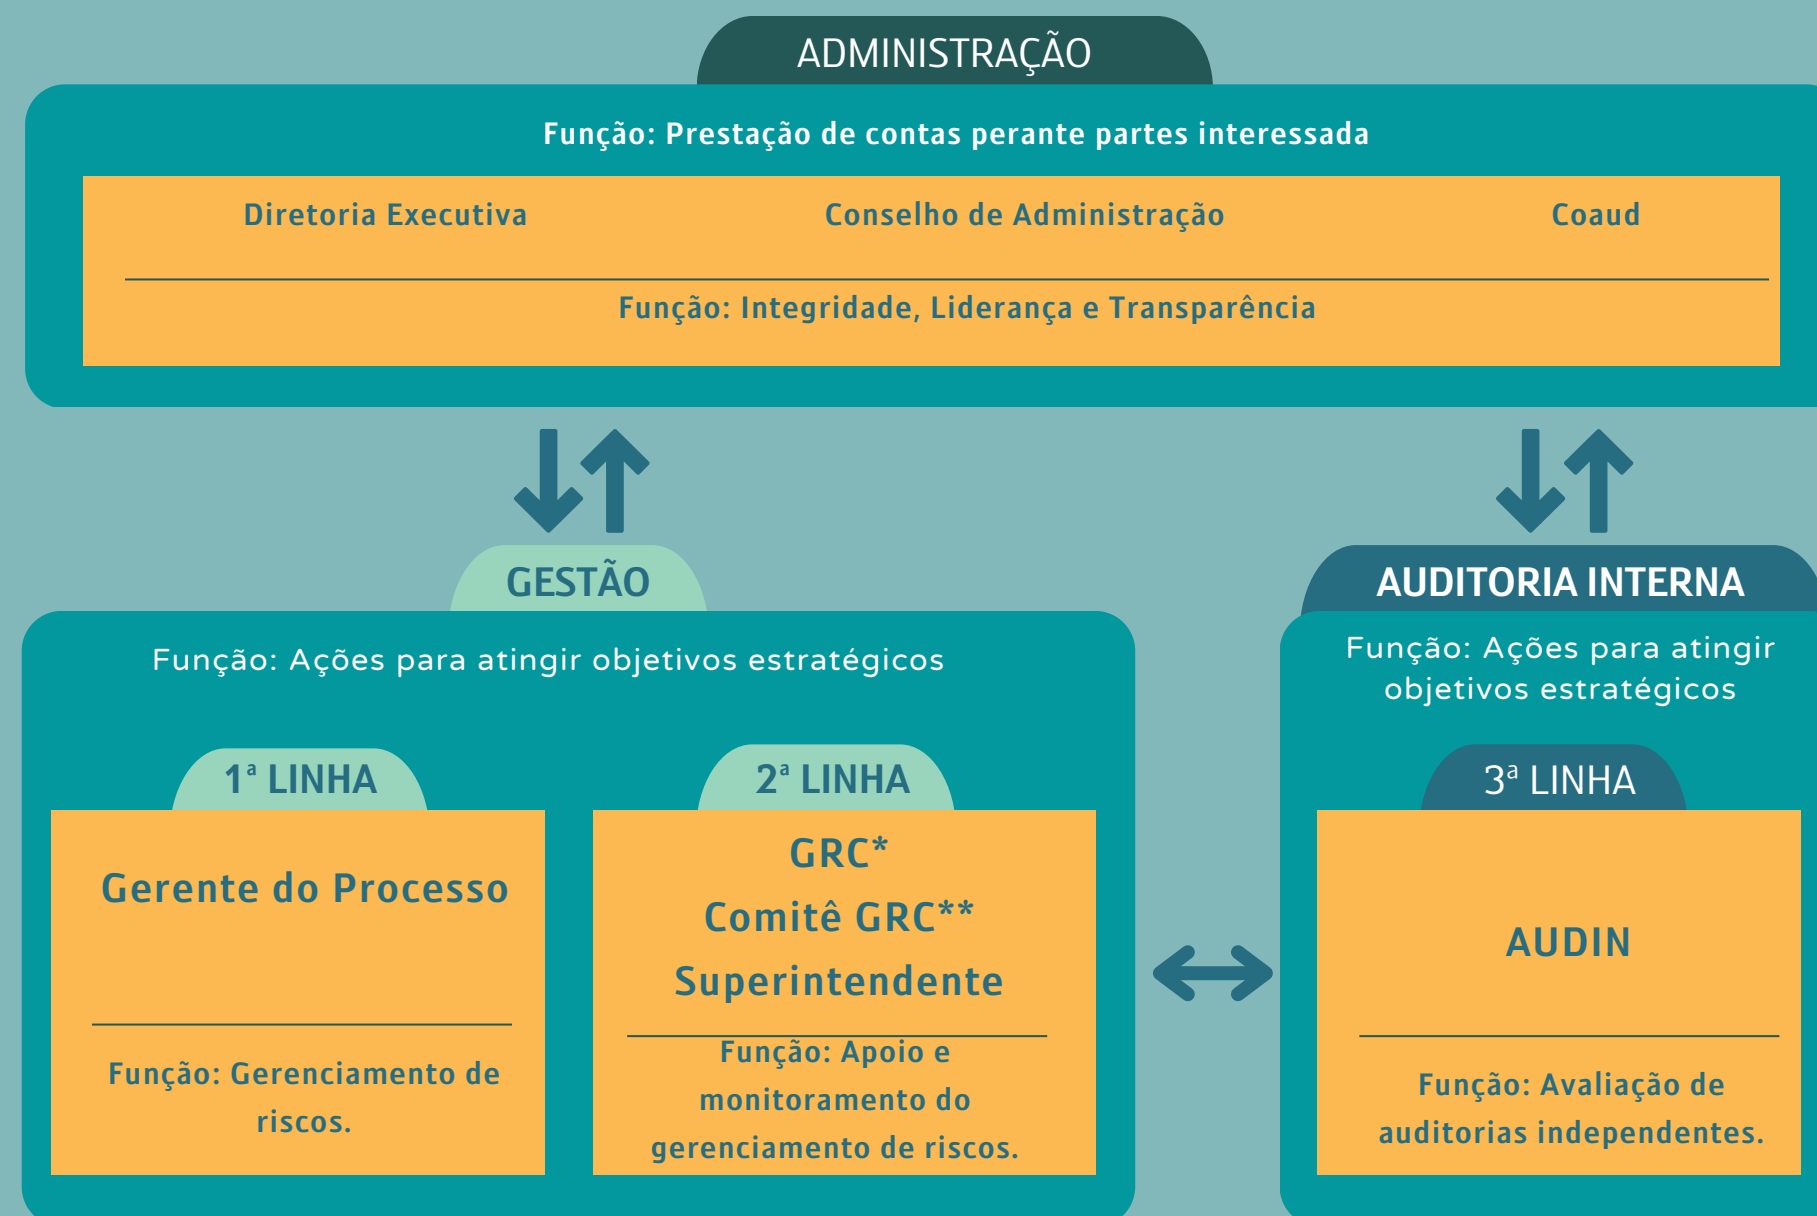 ADMINISTRAÇÃO
Função: Prestação de contas perante partes interessada
Diretoria Executiva
Conselho de Administração
Coaud
Função: Integridade, Liderança e Transparência
GESTÃO
Função: Ações para atingir objetivos estratégicos
1ª LINHA
Gerente do Processo
Função: Gerenciamento de
riscos.
2ª LINHA
GRC*
Comitê GRC**
Superintendente
Função: Apoio e
monitoramento do
gerenciamento de riscos.
AUDITORIA INTERNA
Função: Ações para atingir
objetivos estratégicos
3ª LINHA
AUDIN
Função: Avaliação de
auditorias independentes.